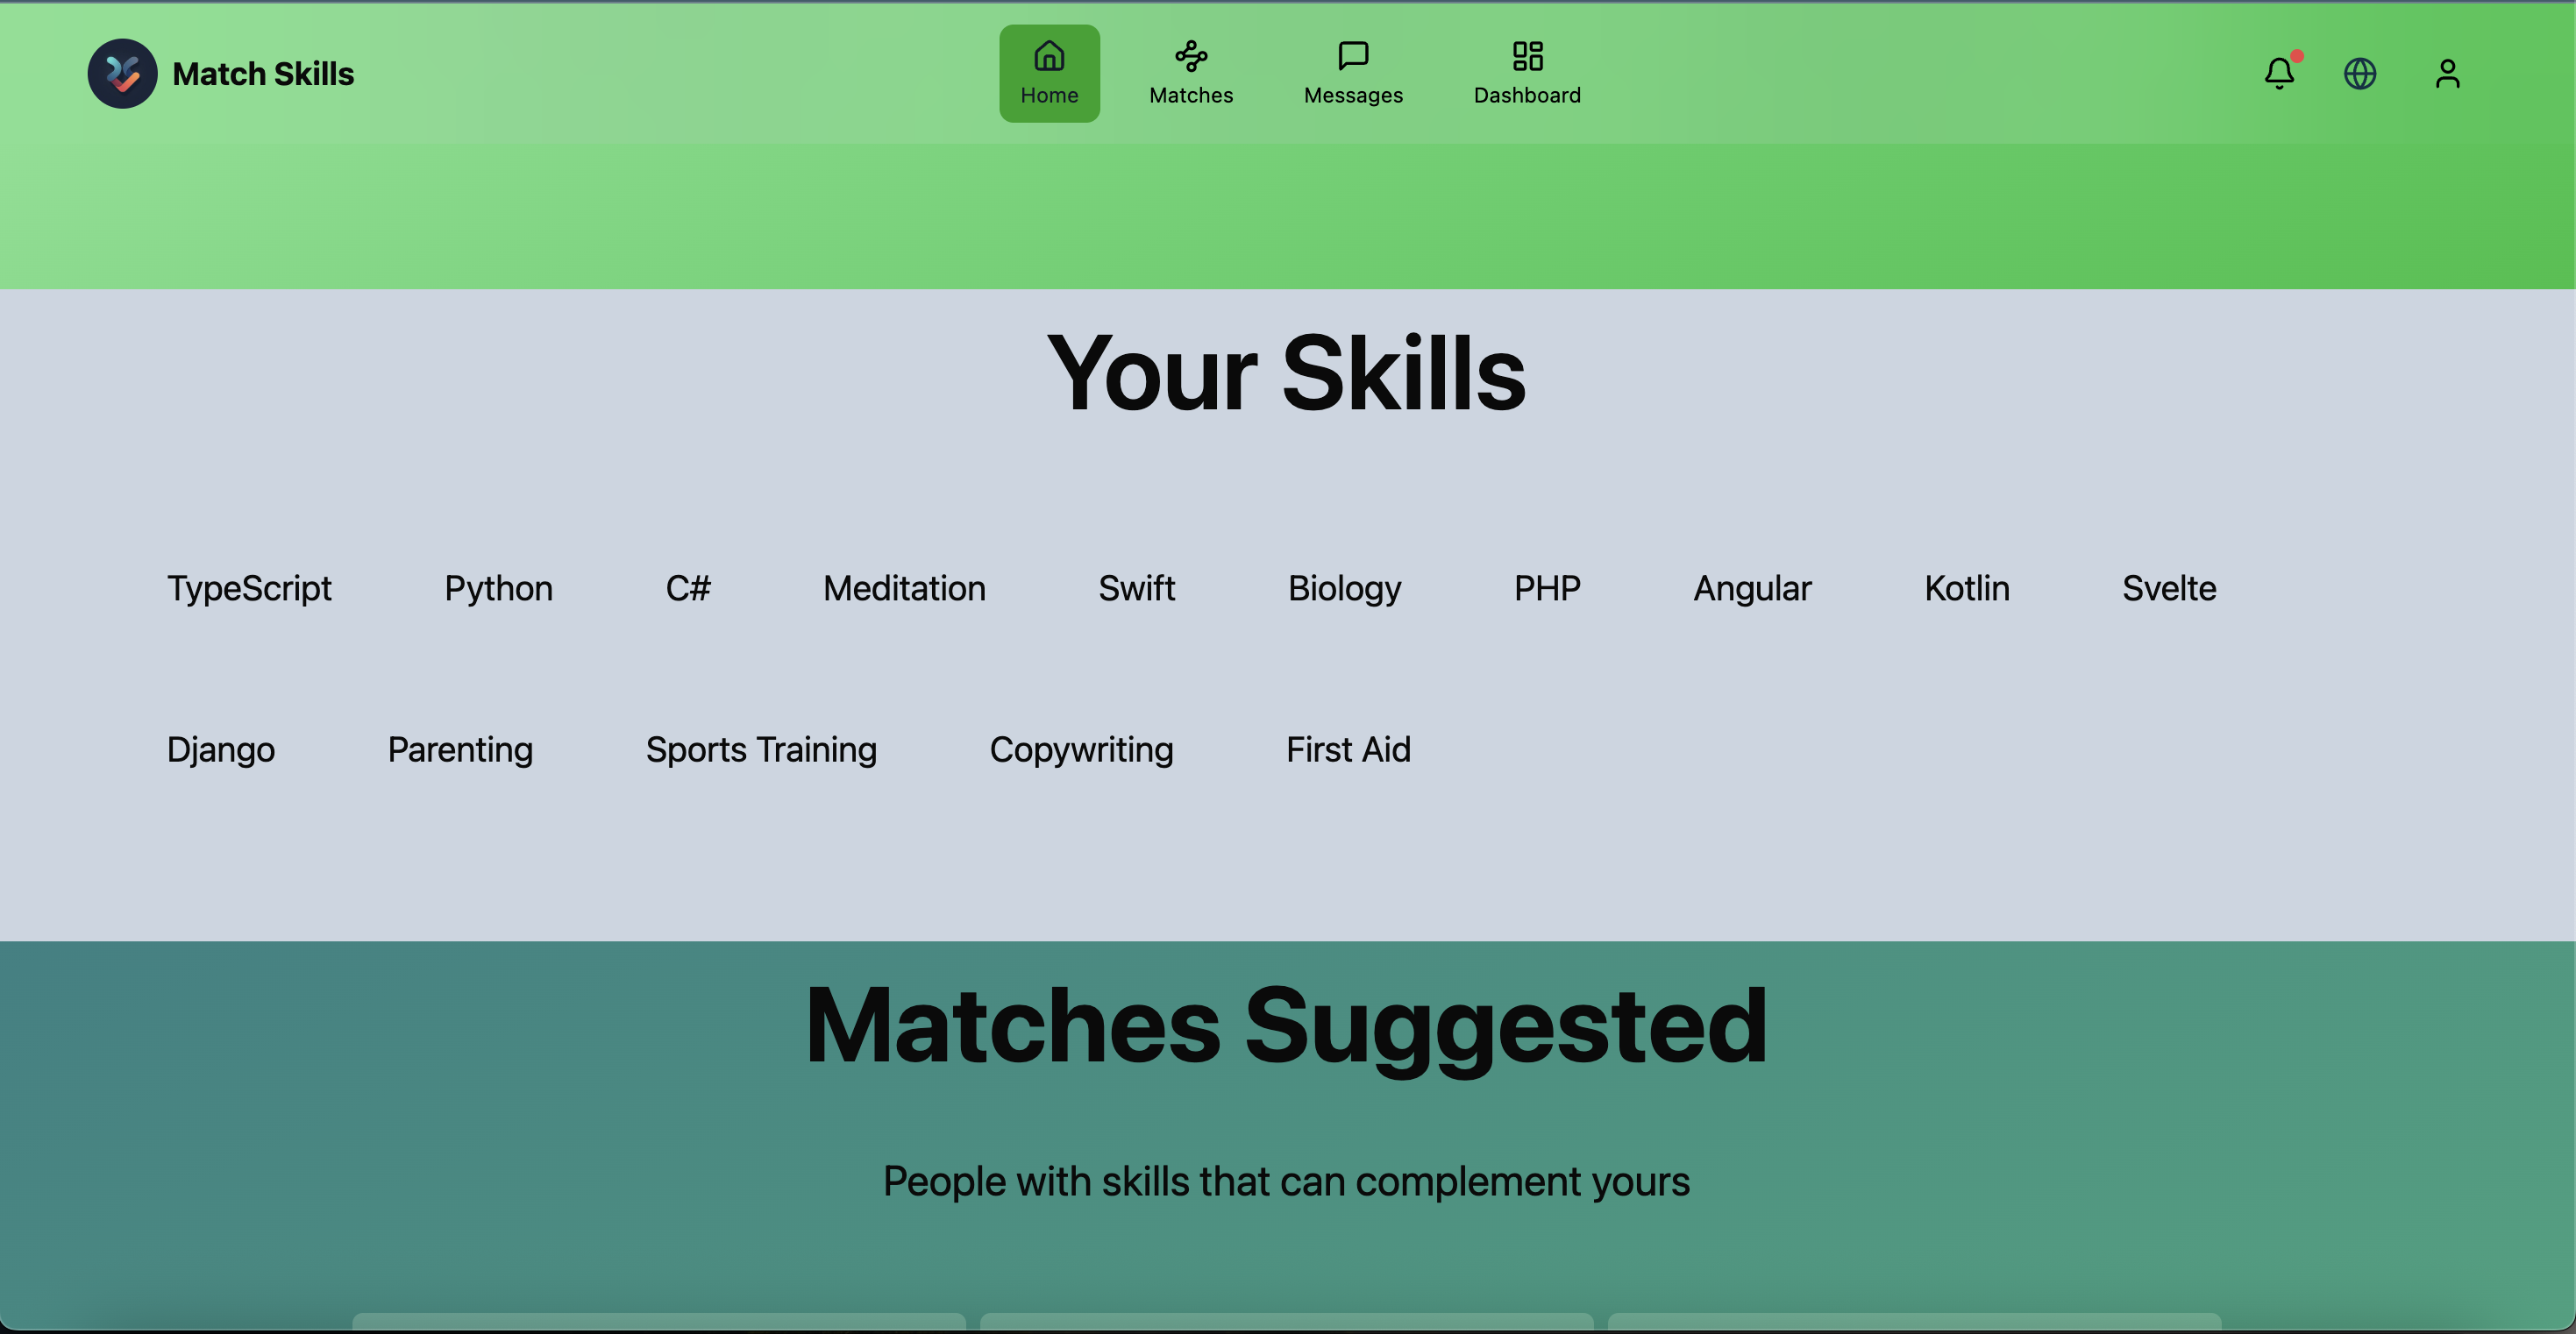 Match Skills
Home Matches Messages Dashboard
Your Skills
TypeScript Python C# Meditation Swift Biology PHP Angular Kotlin Svelte
Django Parenting Sports Training Copywriting First Aid
Matches Suggested
People with skills that can complement yours